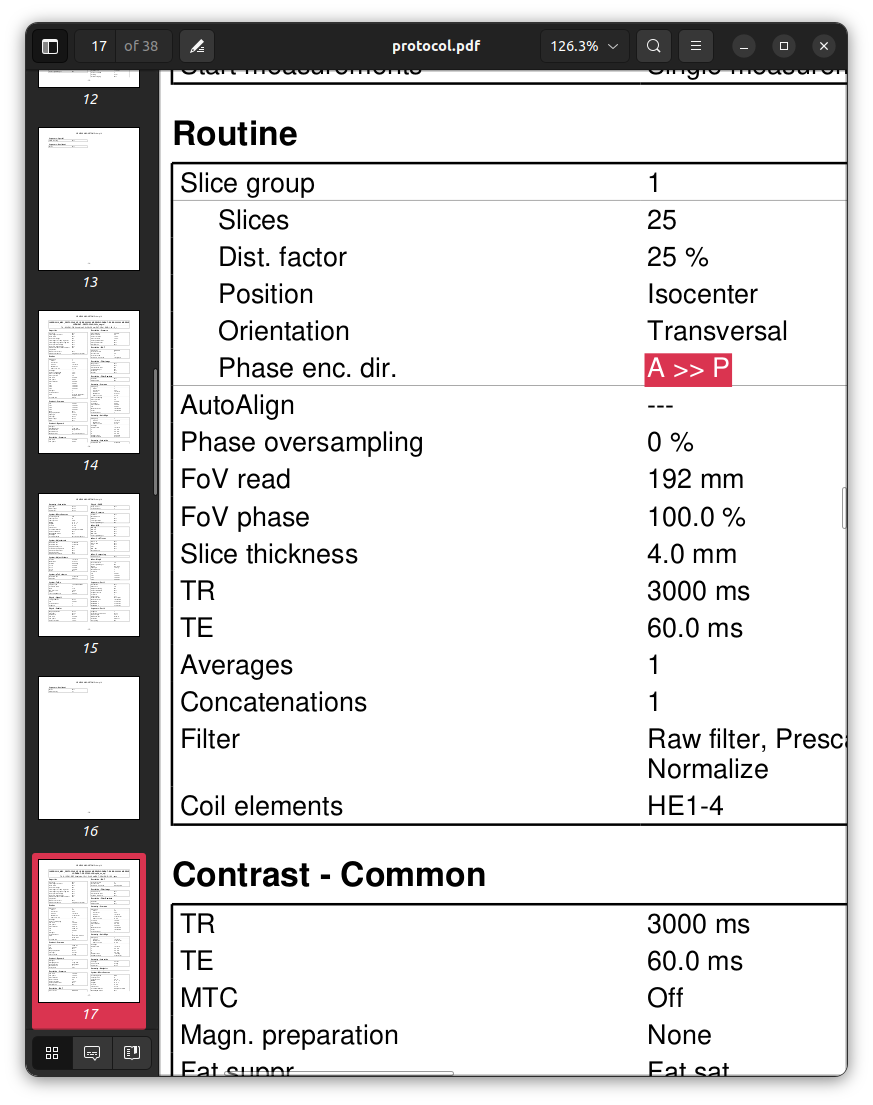 17 of 38 protocol.pdf 126.3%
Start measurements Single measurem
12
13
14
15
16
17
Routine
Slice group 1
Slices 25
Dist. factor 25 %
Position Isocenter
Orientation Transversal
Phase enc. dir. A >> P
AutoAlign ---
Phase oversampling 0 %
FoV read 192 mm
FoV phase 100.0 %
Slice thickness 4.0 mm
TR 3000 ms
TE 60.0 ms
Averages 1
Concatenations 1
Filter Raw filter, Presca
Normalize
Coil elements HE1-4
Contrast - Common
TR 3000 ms
TE 60.0 ms
MTC Off
Magn. preparation None
Fat suppr. Fat sat.